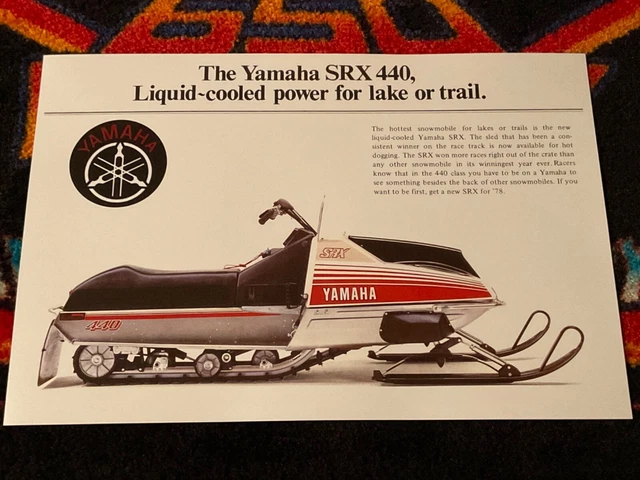 650
The Yamaha SRX 440,
Liquid-cooled power for lake or trail.
YAMAHA
The hottest snowmobile for lakes or trails is the new
liquid-cooled Yamaha SRX. The sled that has been a con-
sistent winner on the race track is now available for hot
dogging. The SRX won more races right out of the crate than
any other snowmobile in its winningest year ever. Racers
know that in the 440 class you have to be on a Yamaha to
see something besides the back of other snowmobiles. If you
want to be first, get a new SRX for '78.
SRX
YAMAHA
440